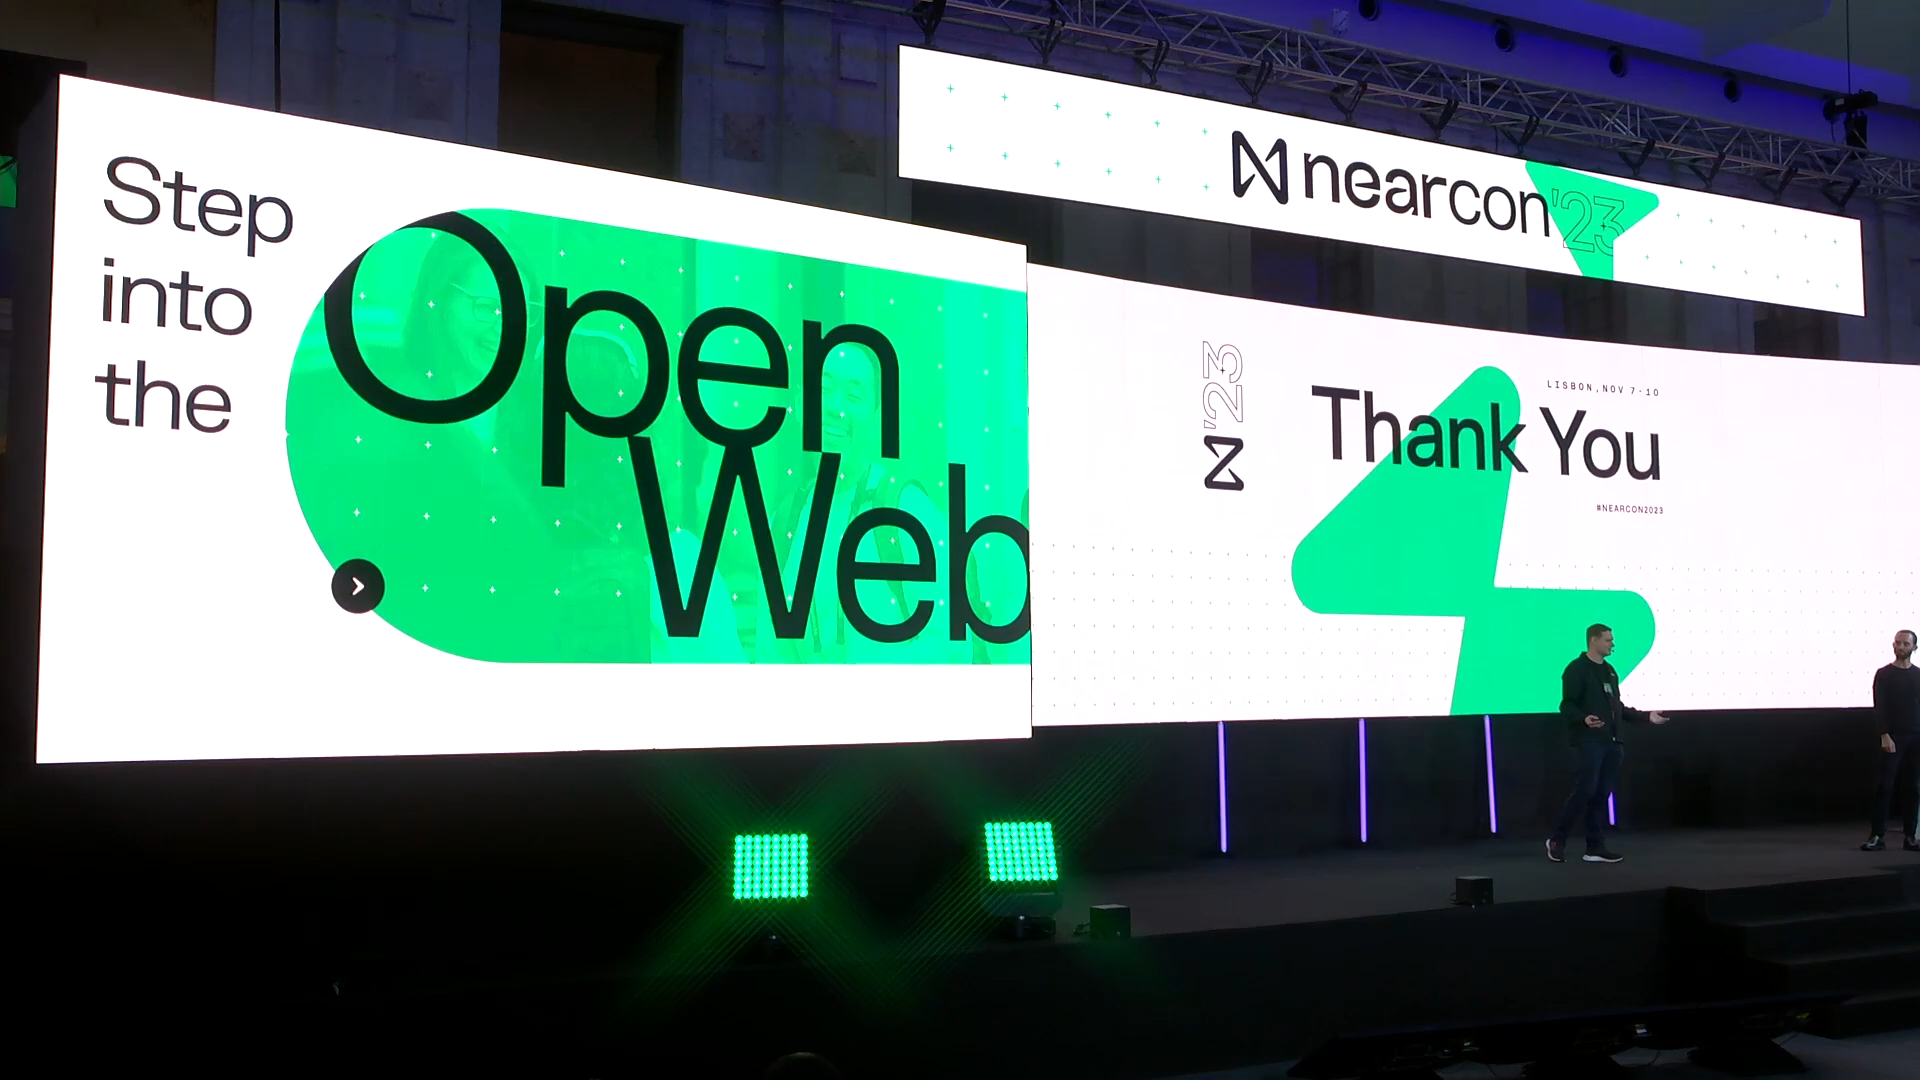 Step
into
the
Open
Web
nearcon'23
'23
LISBON, NOV 7-10
Thank You
#NEARCON2023